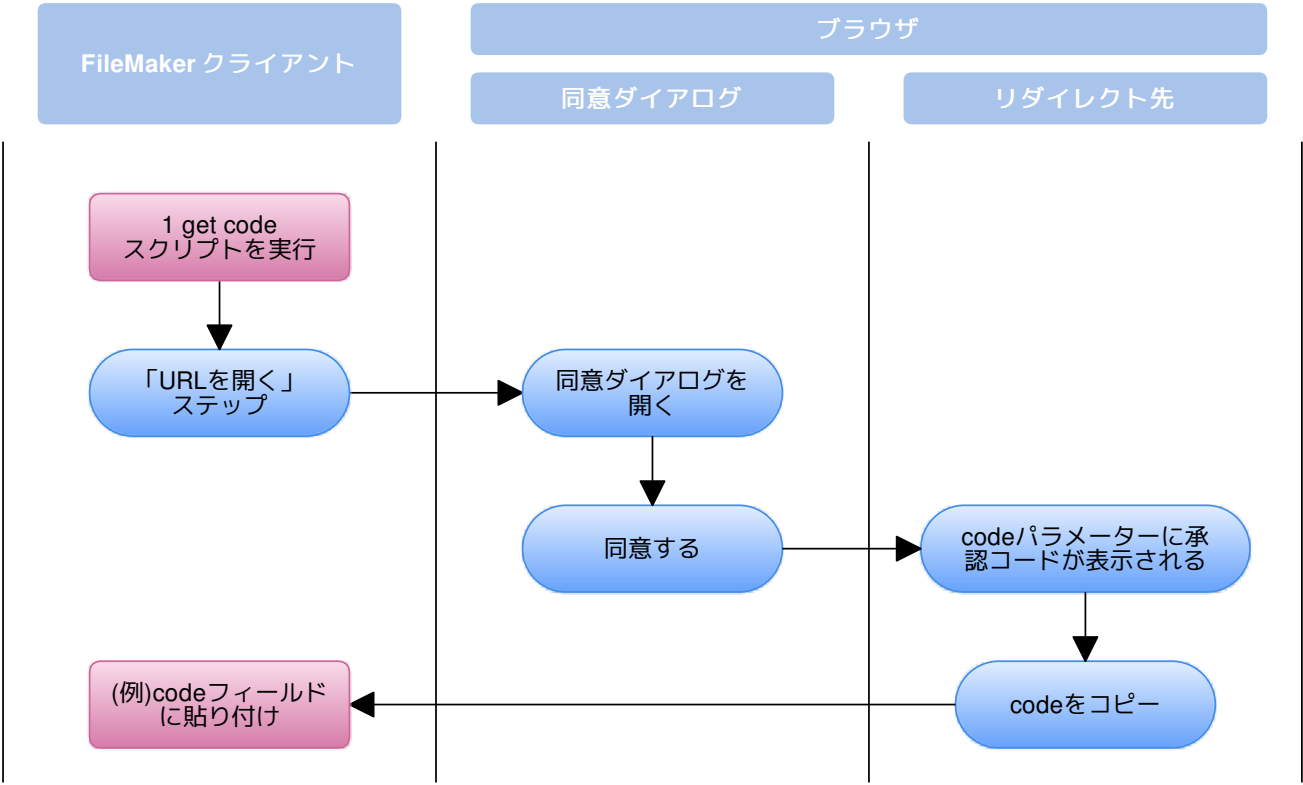 ブラウザ
FileMaker クライアント
同意ダイアログ
リダイレクト先
1 get code
スクリプトを実行
「URLを開く」
ステップ
同意ダイアログを
開く
同意する
codeパラメーターに承
認コードが表示される
(例)codeフィールド
に貼り付け
codeをコピー